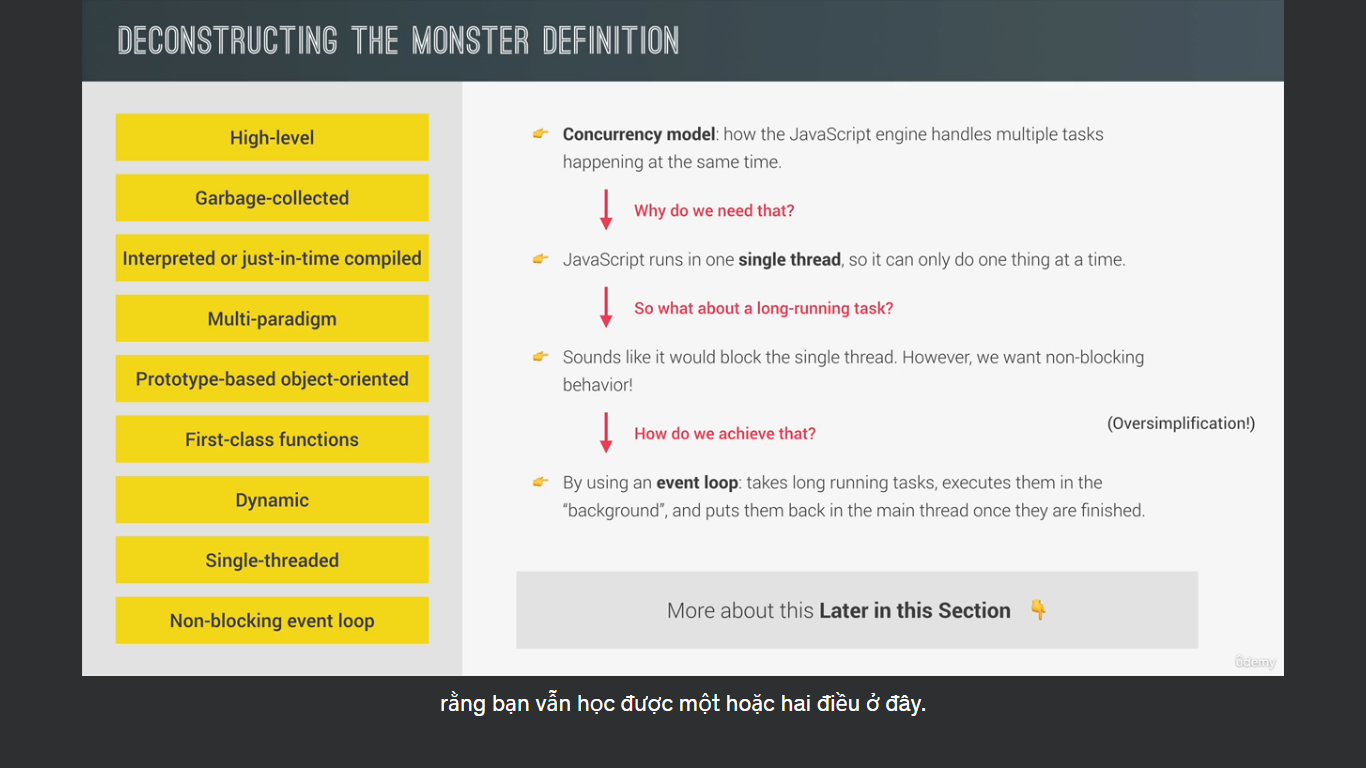 DECONSTRUCTING THE MONSTER DEFINITION
High-level
Garbage-collected
Interpreted or just-in-time compiled
Multi-paradigm
Prototype-based object-oriented
First-class functions
Dynamic
Single-threaded
Non-blocking event loop
Concurrency model: how the JavaScript engine handles multiple tasks
happening at the same time.
Why do we need that?
JavaScript runs in one single thread, so it can only do one thing at a time.
So what about a long-running task?
Sounds like it would block the single thread. However, we want non-blocking
behavior!
(Oversimplification!)
How do we achieve that?
By using an event loop: takes long running tasks, executes them in the
“background”, and puts them back in the main thread once they are finished.
More about this Later in this Section
Udemy
rằng bạn vẫn học được một hoặc hai điều ở đây.